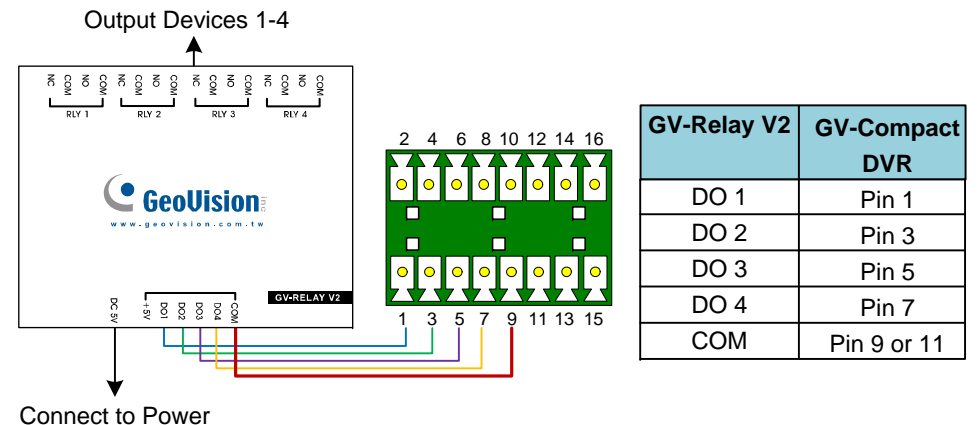 Output Devices 1-4
NC COM NO COM NC COM NO COM NC COM NO COM NC COM NO COM
RLY 1 RLY 2 RLY 3 RLY 4
GeoVision inc
www.geovision.com.tw
GV-RELAY V2
DC 5V +5V DO1 DO2 DO3 DO4 COM
Connect to Power
2 4 6 8 10 12 14 16
1 3 5 7 9 11 13 15
GV-Relay V2 GV-Compact
DVR
DO 1 Pin 1
DO 2 Pin 3
DO 3 Pin 5
DO 4 Pin 7
COM Pin 9 or 11